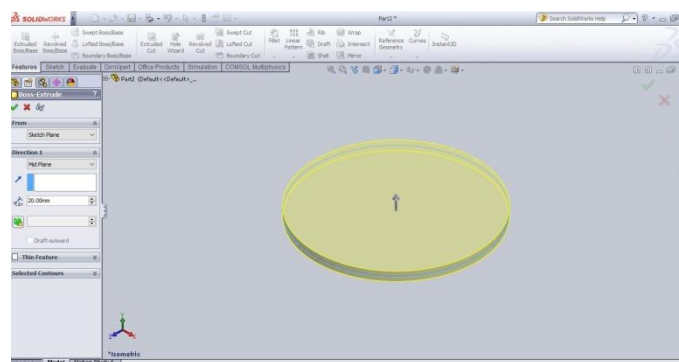 SOLIDWORKS
Part2 *
Search SolidWorks Help
Extruded Boss/Base
Revolved Boss/Base
Swept Boss/Base
Lofted Boss/Base
Boundary Boss/Base
Extruded Cut
Hole Wizard
Revolved Cut
Swept Cut
Lofted Cut
Boundary Cut
Fillet
Linear Pattern
Rib
Draft
Shell
Wrap
Intersect
Mirror
Reference Geometry
Curves
Instant3D
Features
Sketch
Evaluate
DimXpert
Office Products
Simulation
COMSOL Multiphysics
Part2 (Default<<Default>_...
Boss-Extrude
?
From
Sketch Plane
Direction 1
Mid Plane
20.00mm
Draft outward
Thin Feature
Selected Contours
*Isometric
Model